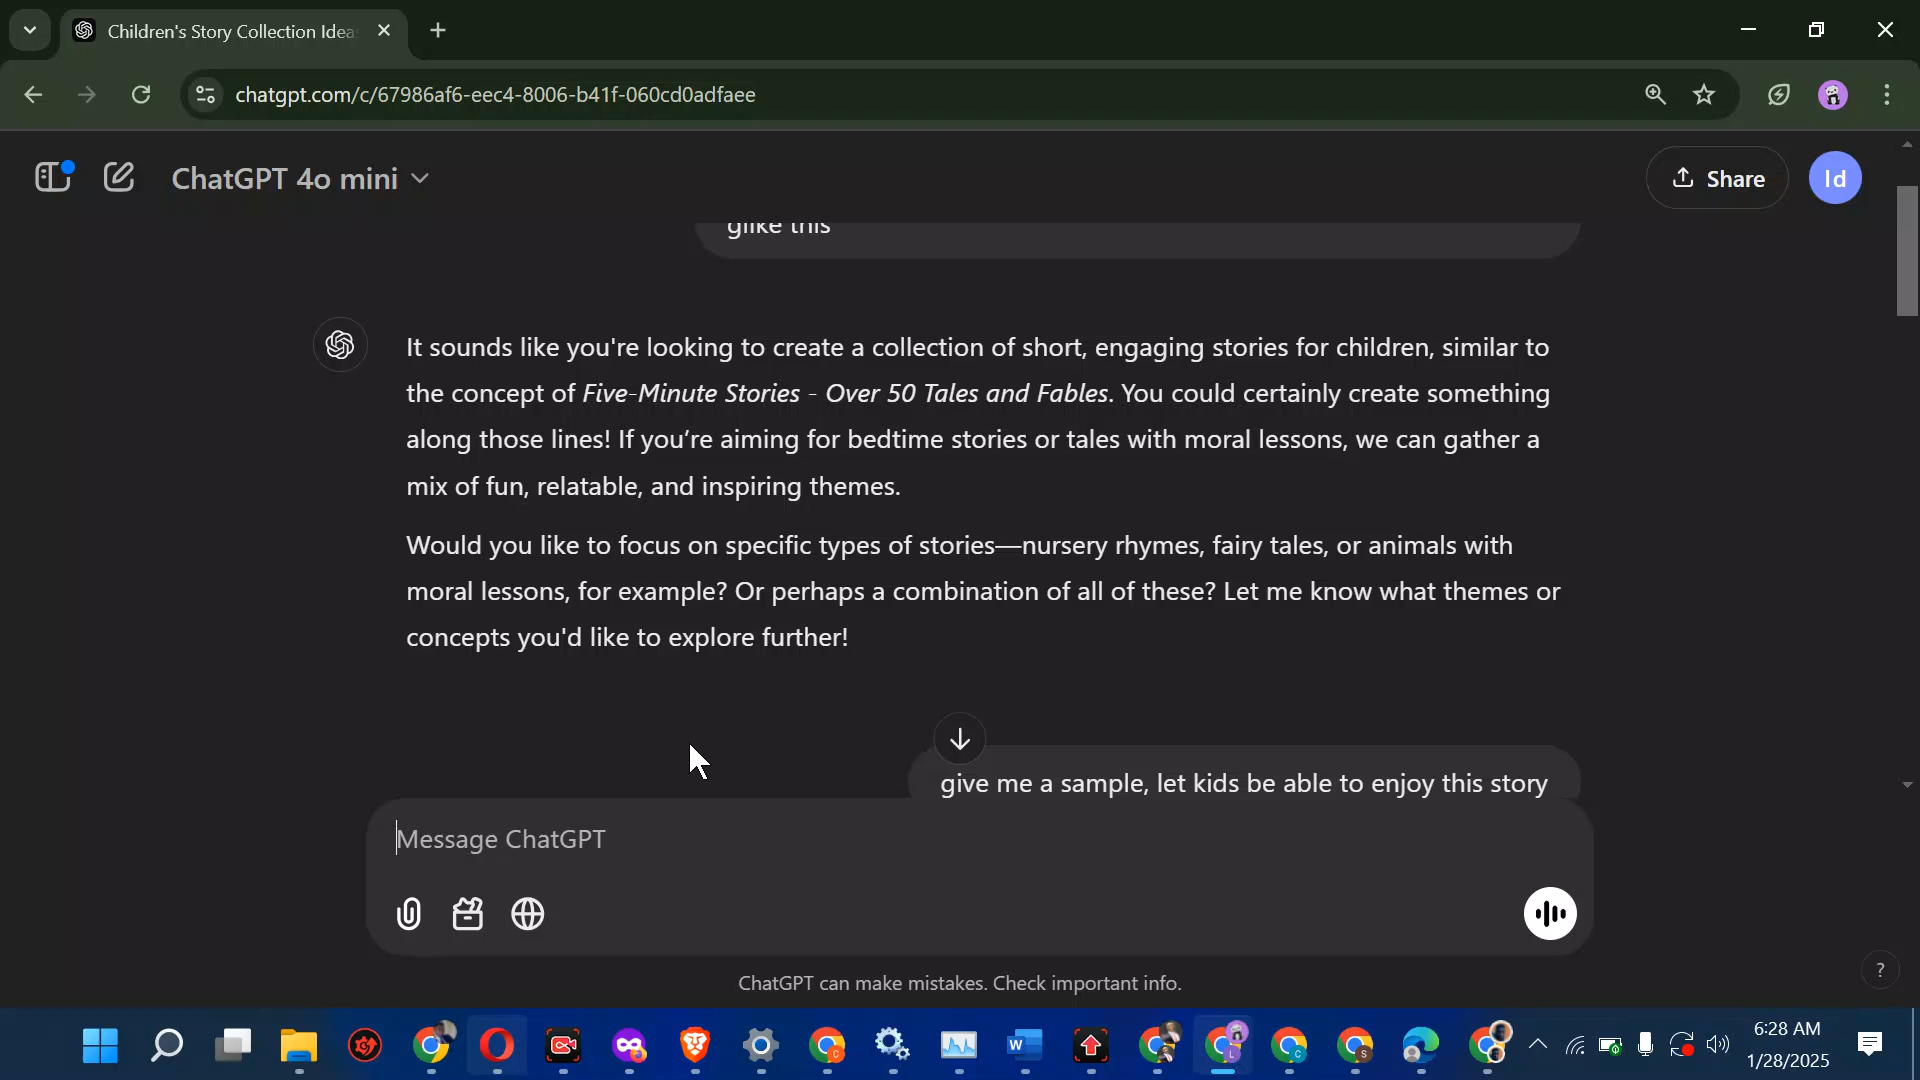 Children's Story Collection Idea
chatgpt.com/c/67986af6-eec4-8006-b41f-060cd0adfaee
ChatGPT 4o mini
Share
Id
glike this
It sounds like you're looking to create a collection of short, engaging stories for children, similar to
the concept of Five-Minute Stories - Over 50 Tales and Fables. You could certainly create something
along those lines! If you’re aiming for bedtime stories or tales with moral lessons, we can gather a
mix of fun, relatable, and inspiring themes.
Would you like to focus on specific types of stories—nursery rhymes, fairy tales, or animals with
moral lessons, for example? Or perhaps a combination of all of these? Let me know what themes or
concepts you'd like to explore further!
give me a sample, let kids be able to enjoy this story
Message ChatGPT
ChatGPT can make mistakes. Check important info.
?
6:28 AM
1/28/2025